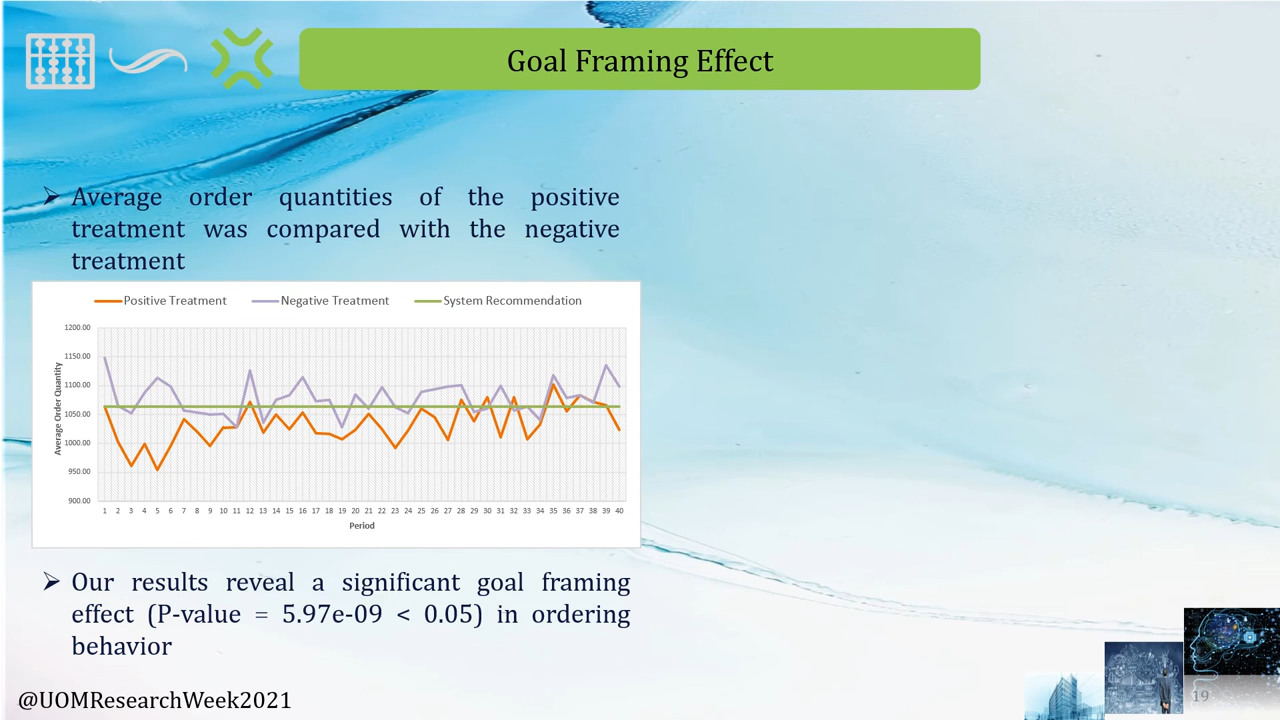 Goal Framing Effect
➢ Average order quantities of the positive
treatment was compared with the negative
treatment
Positive Treatment Negative Treatment System Recommendation
1200.00
1150.00
1100.00
1050.00
1000.00
950.00
900.00
Average Order Quantity
1 2 3 4 5 6 7 8 9 10 11 12 13 14 15 16 17 18 19 20 21 22 23 24 25 26 27 28 29 30 31 32 33 34 35 36 37 38 39 40
Period
➢ Our results reveal a significant goal framing
effect (P-value = 5.97e-09 < 0.05) in ordering
behavior
@UOMResearchWeek2021
19